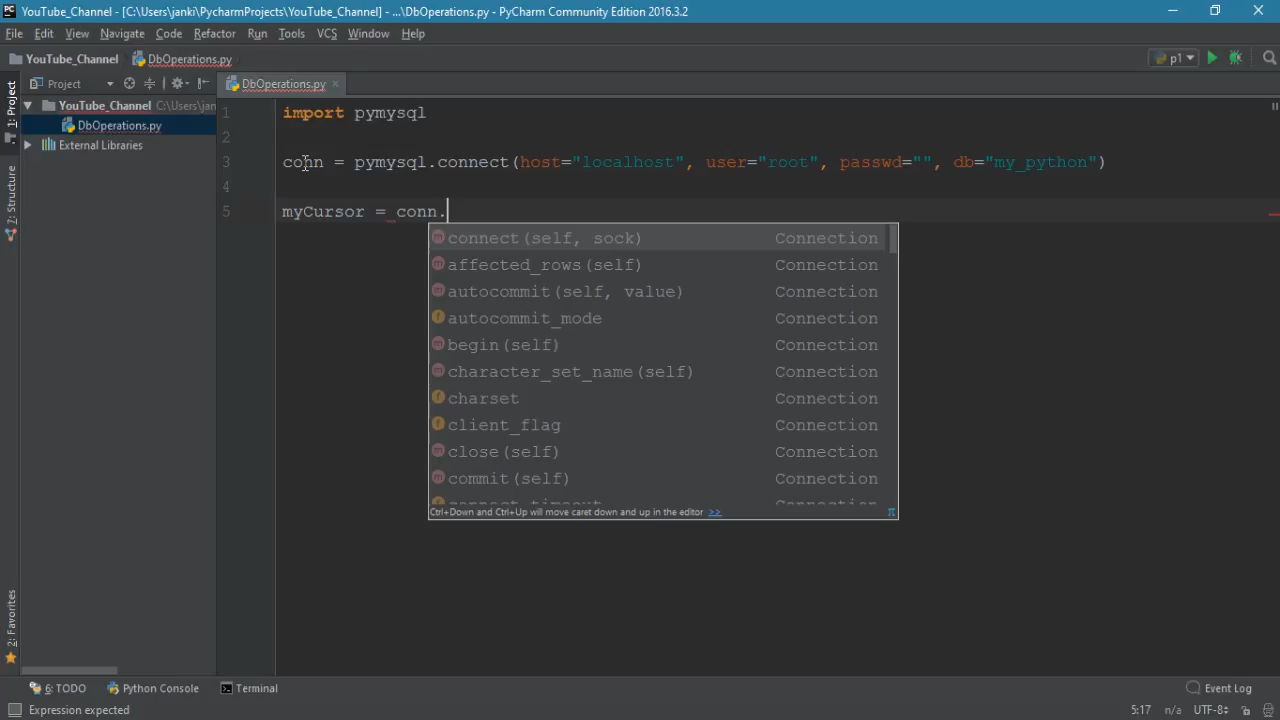 YouTube_Channel - [C:\Users\janki\PycharmProjects\YouTube_Channel] - ...\DbOperations.py - PyCharm Community Edition 2016.3.2
File Edit View Navigate Code Refactor Run Tools VCS Window Help
YouTube_Channel DbOperations.py p1
Project DbOperations.py
1: Project
YouTube_Channel C:\Users\jan
DbOperations.py
External Libraries
7: Structure
2: Favorites
1 import pymysql
2
3 conn = pymysql.connect(host="localhost", user="root", passwd="", db="my_python")
4
5 myCursor = conn.
connect(self, sock) Connection
affected_rows(self) Connection
autocommit(self, value) Connection
autocommit_mode Connection
begin(self) Connection
character_set_name(self) Connection
charset Connection
client_flag Connection
close(self) Connection
commit(self) Connection
connect_timeout Connection
Ctrl+Down and Ctrl+Up will move caret down and up in the editor >> π
6: TODO Python Console Terminal Event Log
Expression expected 5:17 n/a UTF-8